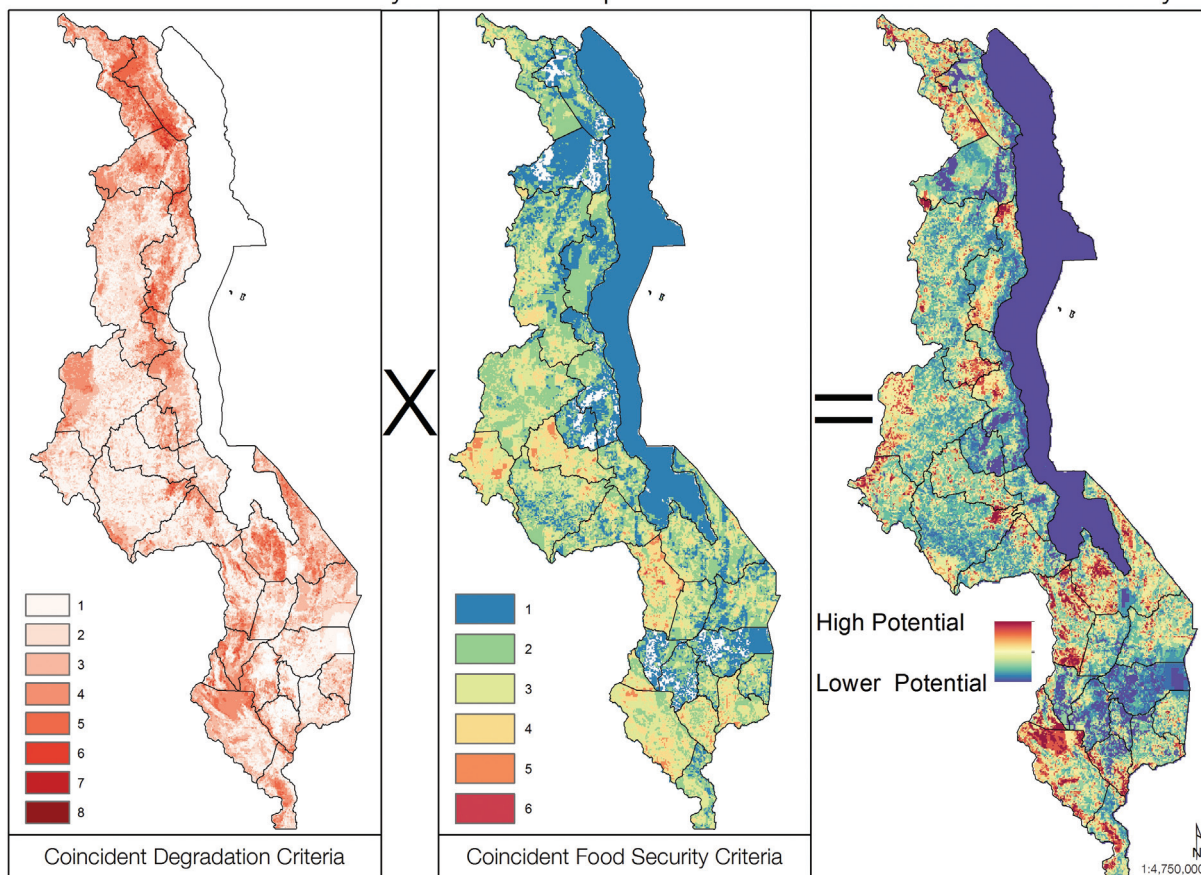 1
2
3
4
5
6
7
8
Coincident Degradation Criteria
X
1
2
3
4
5
6
Coincident Food Security Criteria
=
High Potential
Lower Potential
N
1:4,750,000